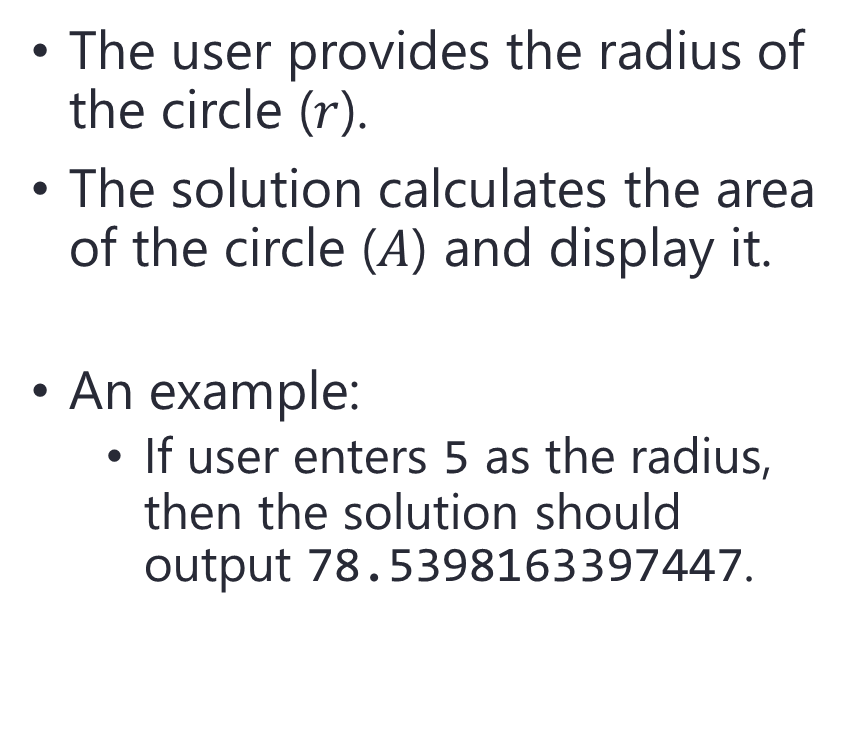 • The user provides the radius of
the circle (r).
• The solution calculates the area
of the circle (A) and display it.
• An example:
• If user enters 5 as the radius,
then the solution should
output 78.5398163397447.